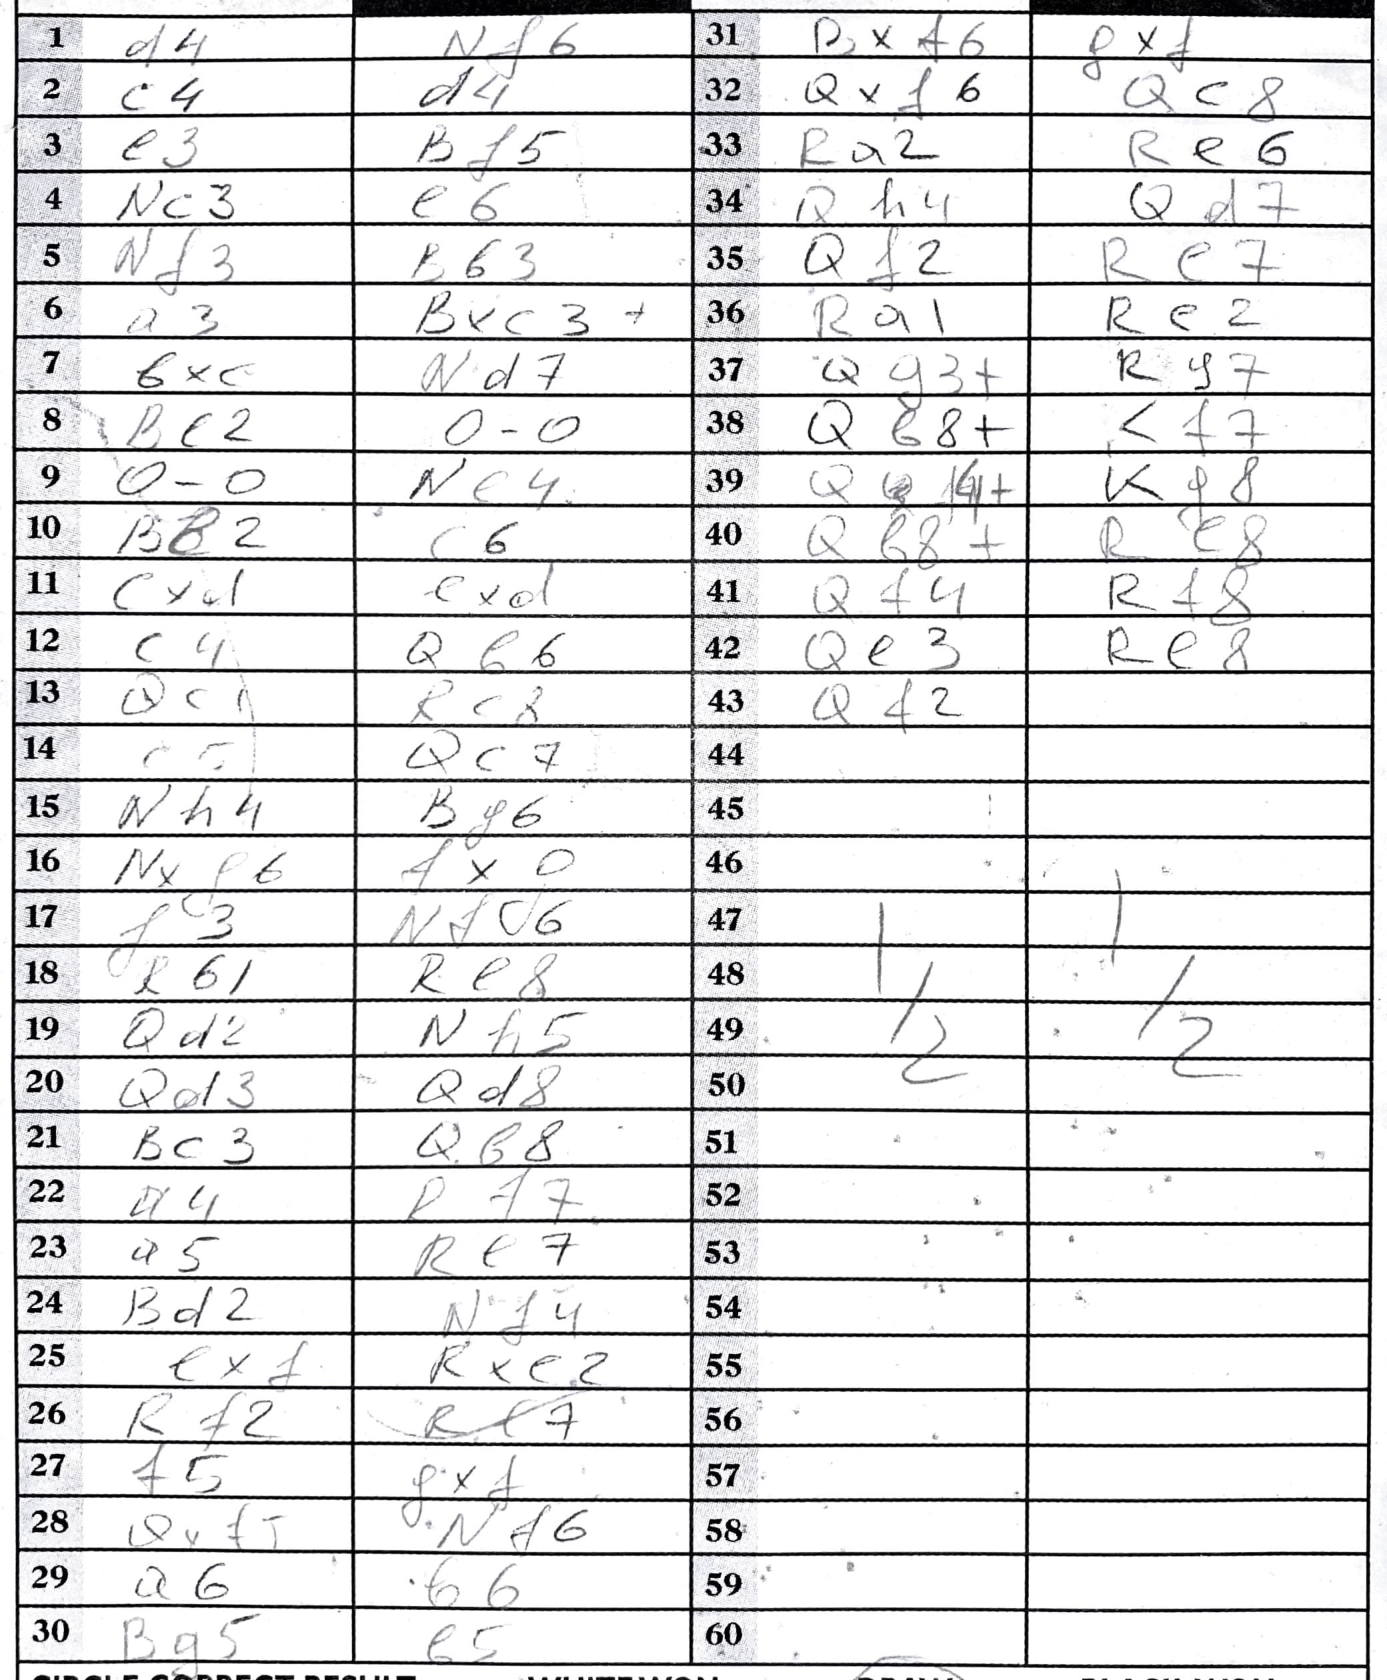 1 d4 Nf6 31 Bxf6 gxf
2 c4 d4 32 Qxf6 Qc8
3 e3 Bf5 33 Ra2 Re6
4 Nc3 e6 34 Qh4 Qd7
5 Nf3 Bb3 35 Qf2 Re7
6 a3 Bxc3+ 36 Ra1 Re2
7 bxc Nd7 37 Qg3+ Rg7
8 Be2 0-0 38 Qb8+ Kf7
9 0-0 Ne4 39 Q 4+ Kg8
10 Bb2 c6 40 Qb8+ Re8
11 cxd exd 41 Qf4 Rf8
12 c4 Qb6 42 Qe3 Re8
13 Qc1 Rc8 43 Qf2
14 c5 Qc7 44
15 Nh4 Bg6 45
16 Nxg6 fx 46
17 f3 Nf6 47
18 Rb1 Re8 48
19 Qd2 Nh5 49
1/2 1/2
20 Qd3 Qd8 50
21 Bc3 Qb8 51
22 a4 Rf7 52
23 a5 Re7 53
24 Bd2 Nf4 54
25 exf Rxe2 55
26 Rf2 Re7 56
27 f5 gxf 57
28 Qxf5 Nf6 58
29 a6 b6 59
30 Bg5 c5 60
CIRCLE CORRECT RESULT WHITE WON DRAW BLACK WON